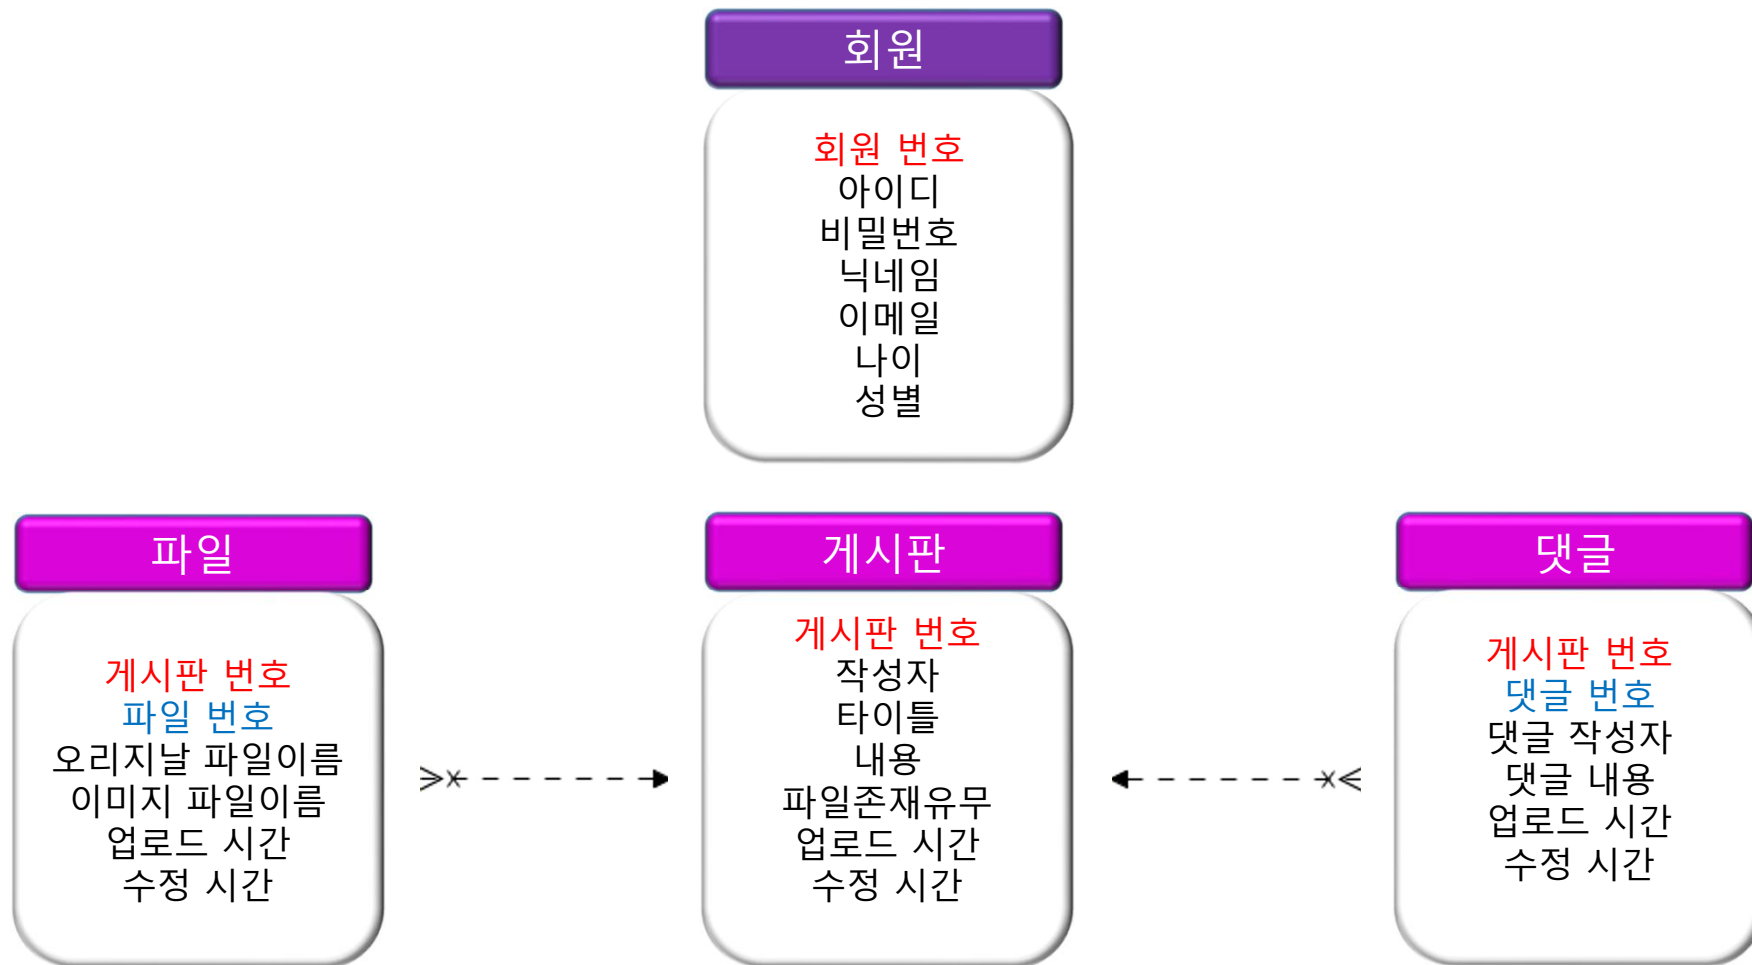 회원
회원 번호
아이디
비밀번호
닉네임
이메일
나이
성별
파일
게시판 번호
파일 번호
오리지날 파일이름
이미지 파일이름
업로드 시간
수정 시간
게시판
게시판 번호
작성자
타이틀
내용
파일존재유무
업로드 시간
수정 시간
댓글
게시판 번호
댓글 번호
댓글 작성자
댓글 내용
업로드 시간
수정 시간